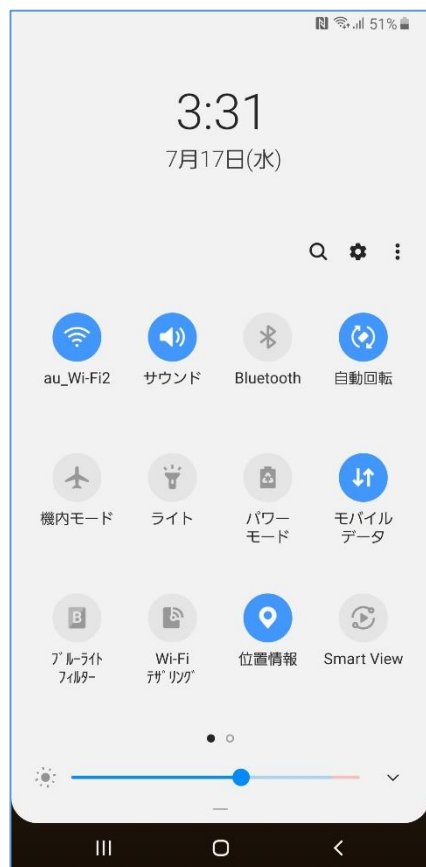 51%
3:31
7月17日(水)
au_Wi-Fi2
サウンド
Bluetooth
自動回転
機内モード
ライト
パワー
モード
モバイル
データ
B
ﾌﾞﾙｰﾗｲﾄ
ﾌｨﾙﾀｰ
Wi-Fi
ﾃｻﾞﾘﾝｸﾞ
位置情報
Smart View